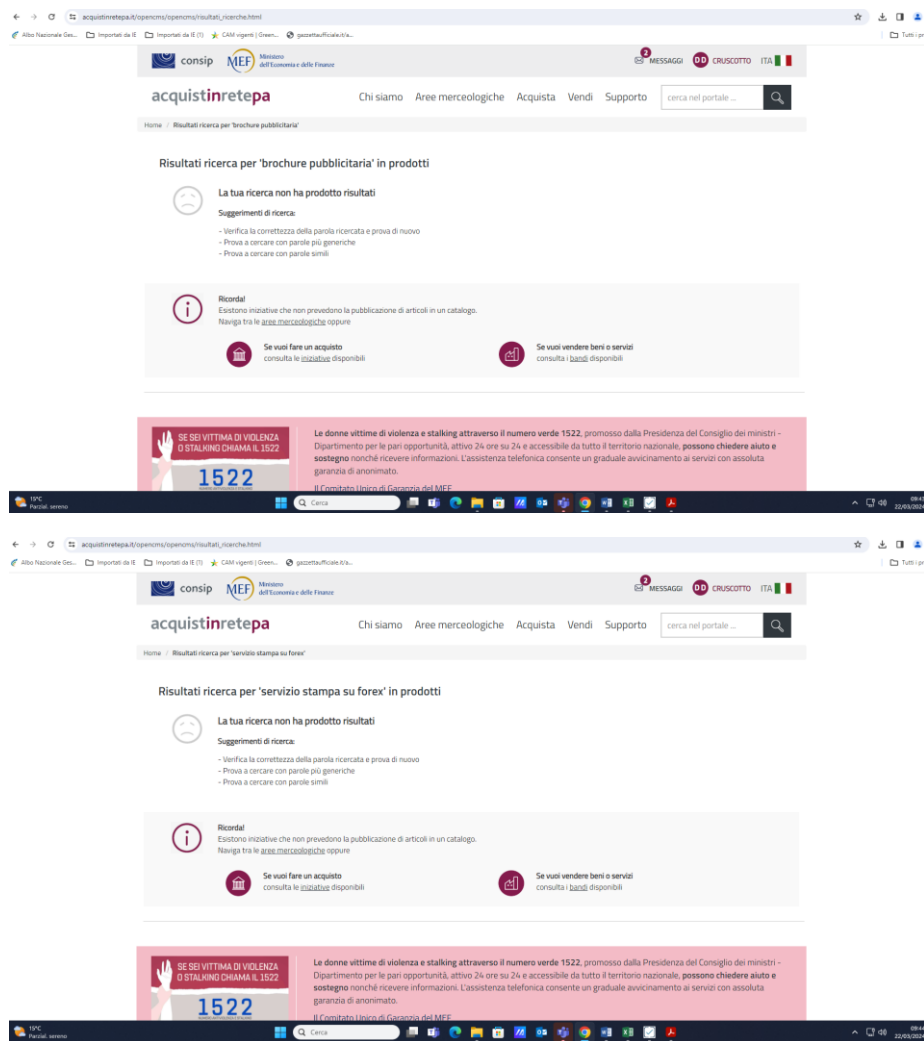 acquistinretepa.it/opencms/opencms/risultati_ricerche.html
Albo Nazionale Ges... Importati da IE Importati da IE (1) CAM vigenti | Green... gazzettaufficiale.it/a... Tutti i pr
consip MEF Ministero dell'Economia e delle Finanze 2 MESSAGGI DD CRUSCOTTO ITA
acquistinretepa Chi siamo Aree merceologiche Acquista Vendi Supporto cerca nel portale ...
Home / Risultati ricerca per 'brochure pubblicitaria'
Risultati ricerca per 'brochure pubblicitaria' in prodotti
La tua ricerca non ha prodotto risultati
Suggerimenti di ricerca:
- Verifica la correttezza della parola ricercata e prova di nuovo
- Prova a cercare con parole più generiche
- Prova a cercare con parole simili
Ricorda!
Esistono iniziative che non prevedono la pubblicazione di articoli in un catalogo.
Naviga tra le aree merceologiche oppure
Se vuoi fare un acquisto
consulta le iniziative disponibili
Se vuoi vendere beni o servizi
consulta i bandi disponibili
SE SEI VITTIMA DI VIOLENZA
O STALKING CHIAMA IL 1522
1522
Le donne vittime di violenza e stalking attraverso il numero verde 1522, promosso dalla Presidenza del Consiglio dei ministri -
Dipartimento per le pari opportunità, attivo 24 ore su 24 e accessibile da tutto il territorio nazionale, possono chiedere aiuto e
sostegno nonché ricevere informazioni. L'assistenza telefonica consente un graduale avvicinamento ai servizi con assoluta
garanzia di anonimato.
Il Comitato Unico di Garanzia del MEF
15°C
Parzial. sereno
Cerca
09:43
22/03/2024
acquistinretepa.it/opencms/opencms/risultati_ricerche.html
Albo Nazionale Ges... Importati da IE Importati da IE (1) CAM vigenti | Green... gazzettaufficiale.it/a... Tutti i pr
consip MEF Ministero dell'Economia e delle Finanze 2 MESSAGGI DD CRUSCOTTO ITA
acquistinretepa Chi siamo Aree merceologiche Acquista Vendi Supporto cerca nel portale ...
Home / Risultati ricerca per 'servizio stampa su forex'
Risultati ricerca per 'servizio stampa su forex' in prodotti
La tua ricerca non ha prodotto risultati
Suggerimenti di ricerca:
- Verifica la correttezza della parola ricercata e prova di nuovo
- Prova a cercare con parole più generiche
- Prova a cercare con parole simili
Ricorda!
Esistono iniziative che non prevedono la pubblicazione di articoli in un catalogo.
Naviga tra le aree merceologiche oppure
Se vuoi fare un acquisto
consulta le iniziative disponibili
Se vuoi vendere beni o servizi
consulta i bandi disponibili
SE SEI VITTIMA DI VIOLENZA
O STALKING CHIAMA IL 1522
1522
Le donne vittime di violenza e stalking attraverso il numero verde 1522, promosso dalla Presidenza del Consiglio dei ministri -
Dipartimento per le pari opportunità, attivo 24 ore su 24 e accessibile da tutto il territorio nazionale, possono chiedere aiuto e
sostegno nonché ricevere informazioni. L'assistenza telefonica consente un graduale avvicinamento ai servizi con assoluta
garanzia di anonimato.
Il Comitato Unico di Garanzia del MEF
15°C
Parzial. sereno
Cerca
09:44
22/03/2024